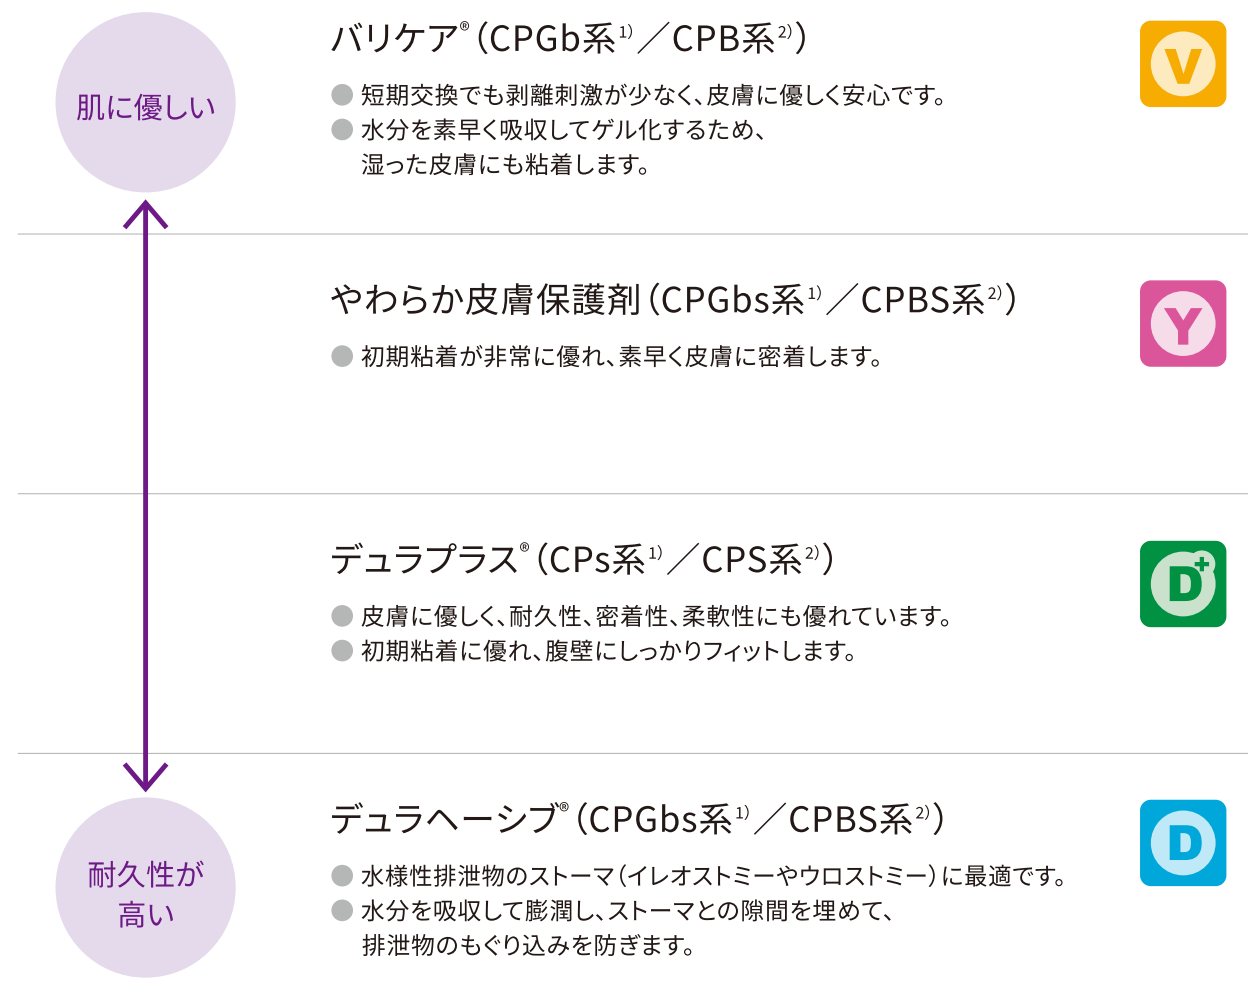 肌に優しい
バリケア®（CPGb系1)／CPB系2)）
V
● 短期交換でも剥離刺激が少なく、皮膚に優しく安心です。
● 水分を素早く吸収してゲル化するため、
湿った皮膚にも粘着します。
やわらか皮膚保護剤（CPGbs系1)／CPBS系2)）
Y
● 初期粘着が非常に優れ、素早く皮膚に密着します。
デュラプラス®（CPs系1)／CPS系2)）
D+
● 皮膚に優しく、耐久性、密着性、柔軟性にも優れています。
● 初期粘着に優れ、腹壁にしっかりフィットします。
耐久性が
高い
デュラヘーシブ®（CPGbs系1)／CPBS系2)）
D
● 水様性排泄物のストーマ（イレオストミーやウロストミー）に最適です。
● 水分を吸収して膨潤し、ストーマとの隙間を埋めて、
排泄物のもぐり込みを防ぎます。